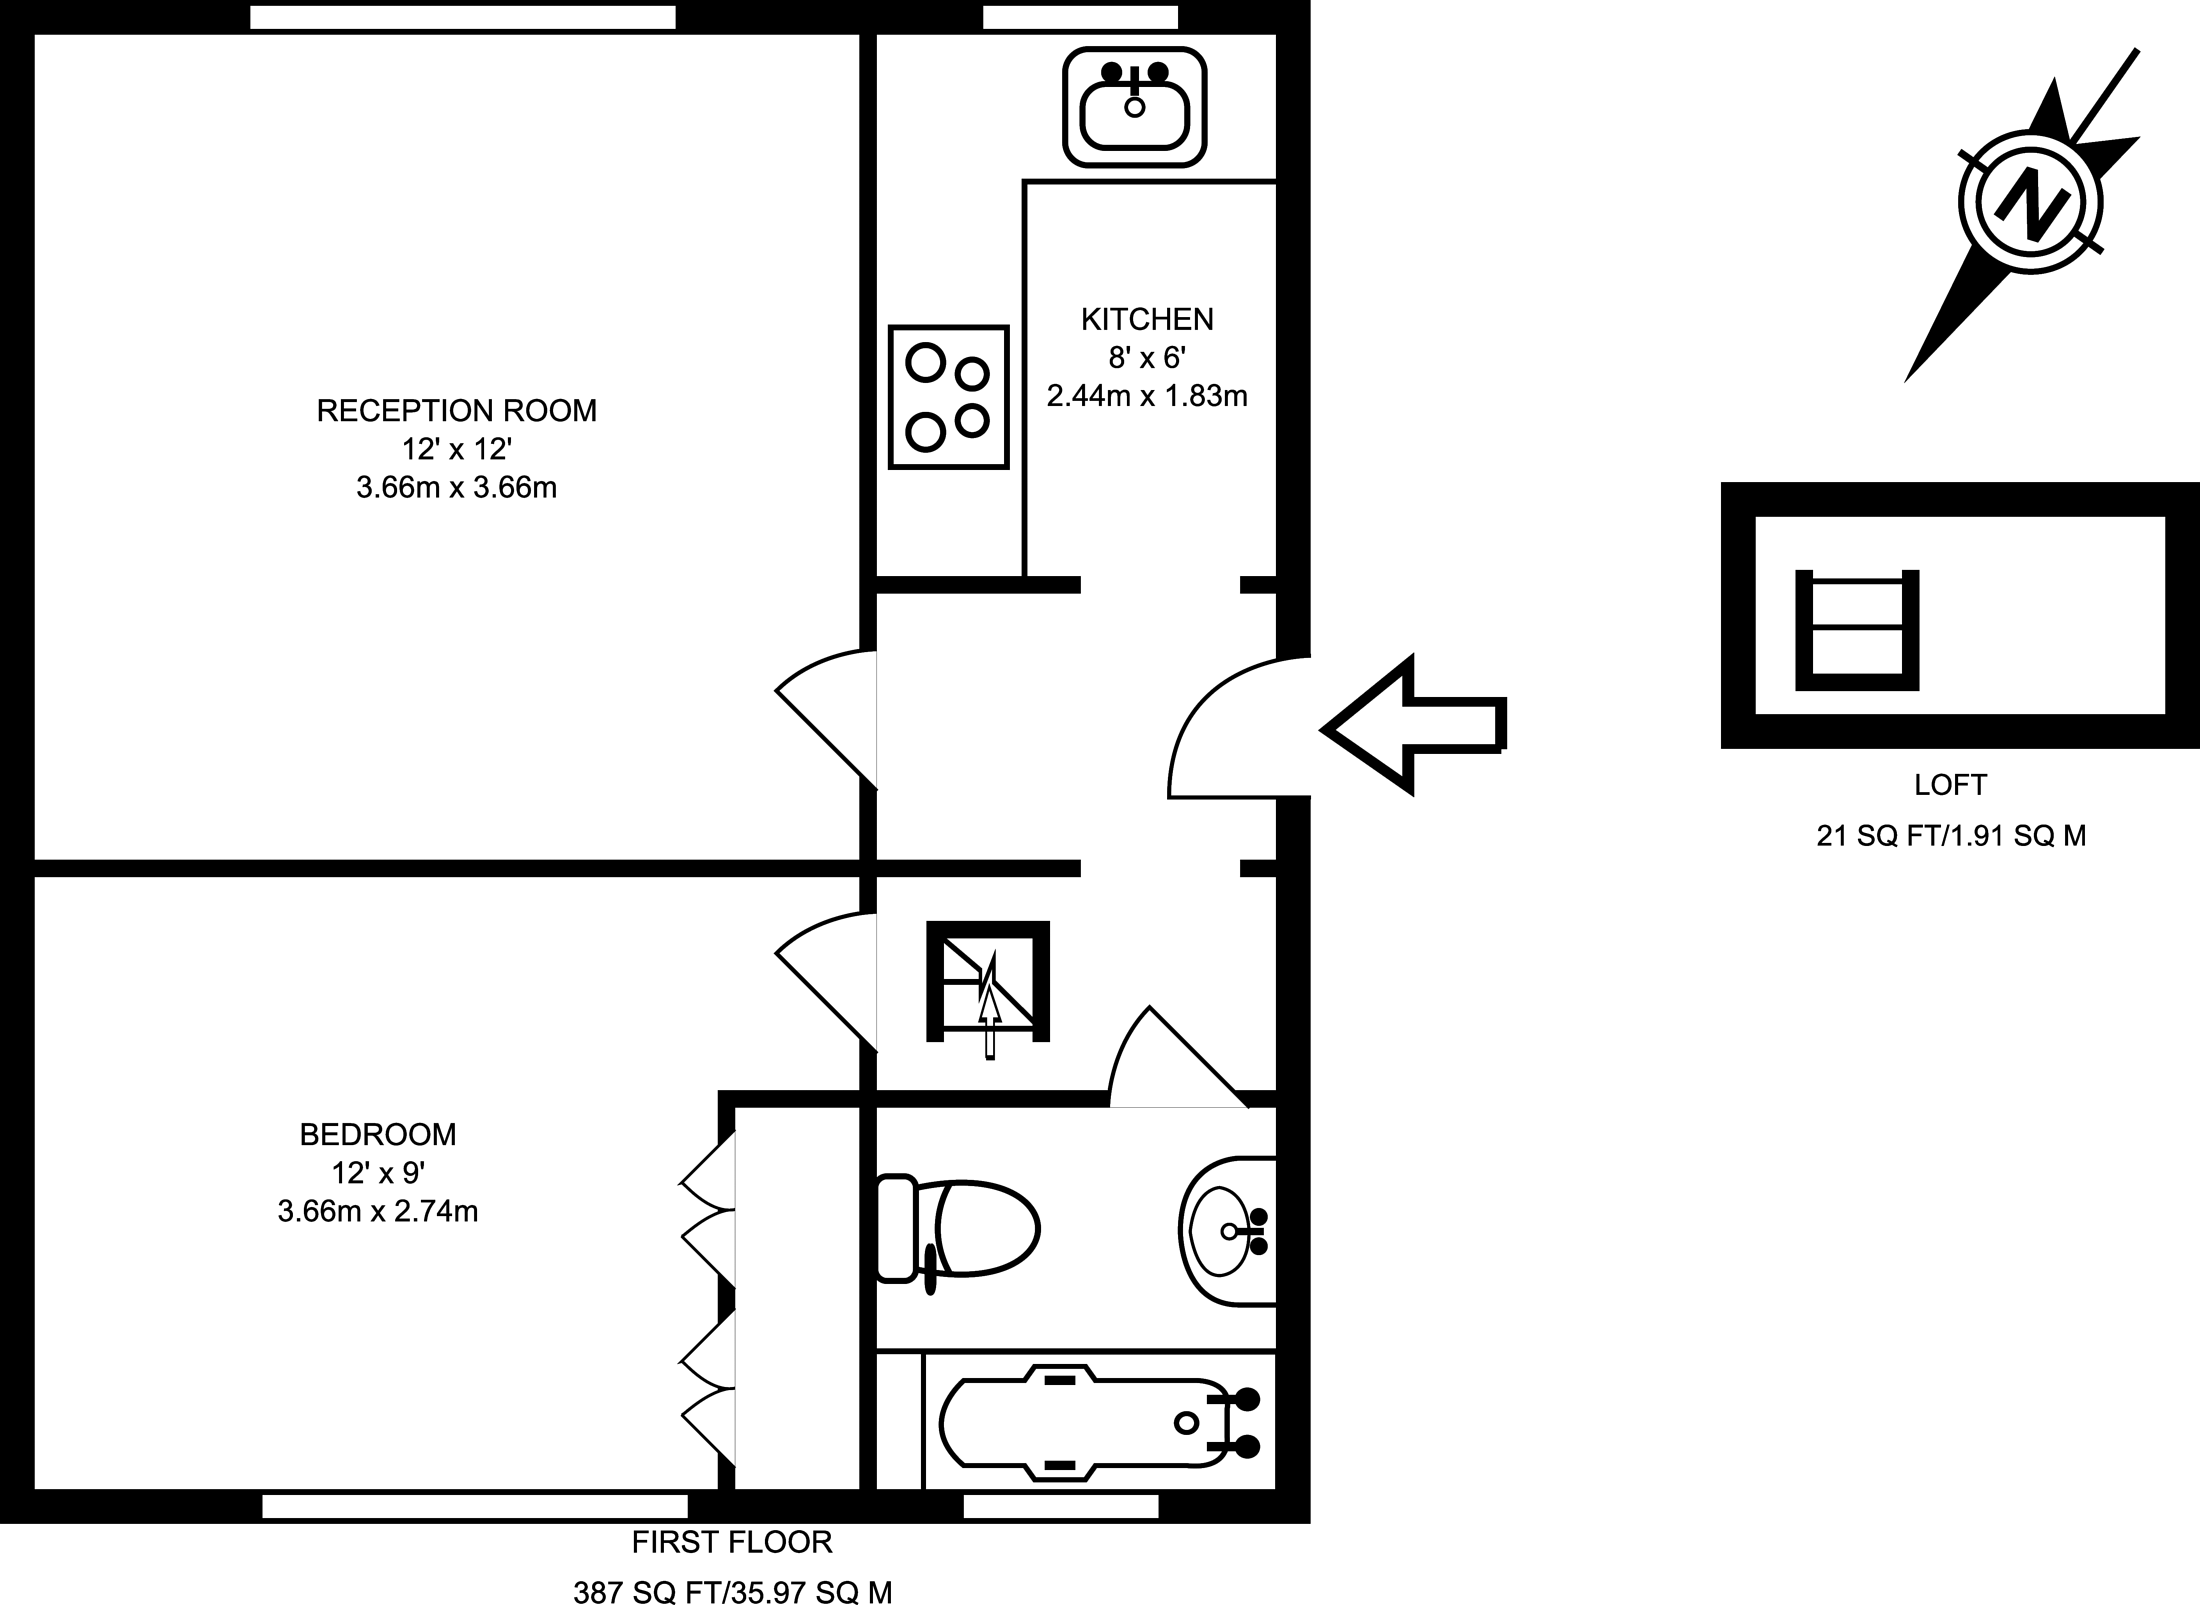 KITCHEN
8' x 6'
2.44m x 1.83m
N
RECEPTION ROOM
12' x 12'
3.66m x 3.66m
LOFT
21 SQ FT/1.91 SQ M
BEDROOM
12' x 9'
3.66m x 2.74m
FIRST FLOOR
387 SQ FT/35.97 SQ M